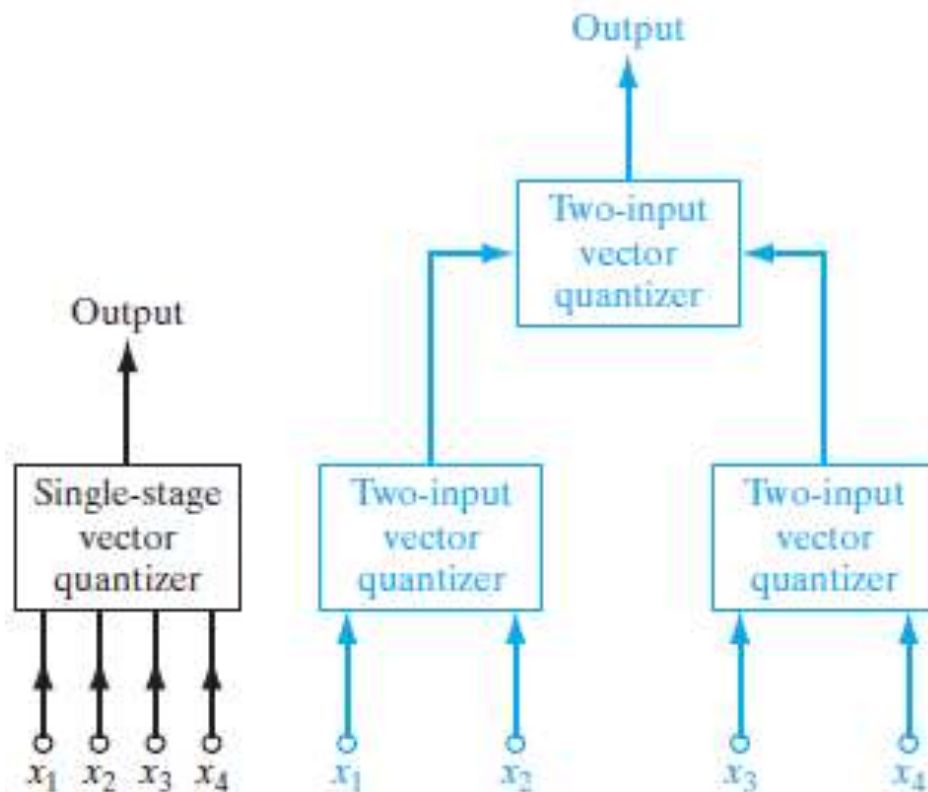 Output
Two-input
vector
quantizer
Output
Single-stage
vector
quantizer
Two-input
vector
quantizer
Two-input
vector
quantizer
x1 x2 x3 x4
x1 x2 x3 x4